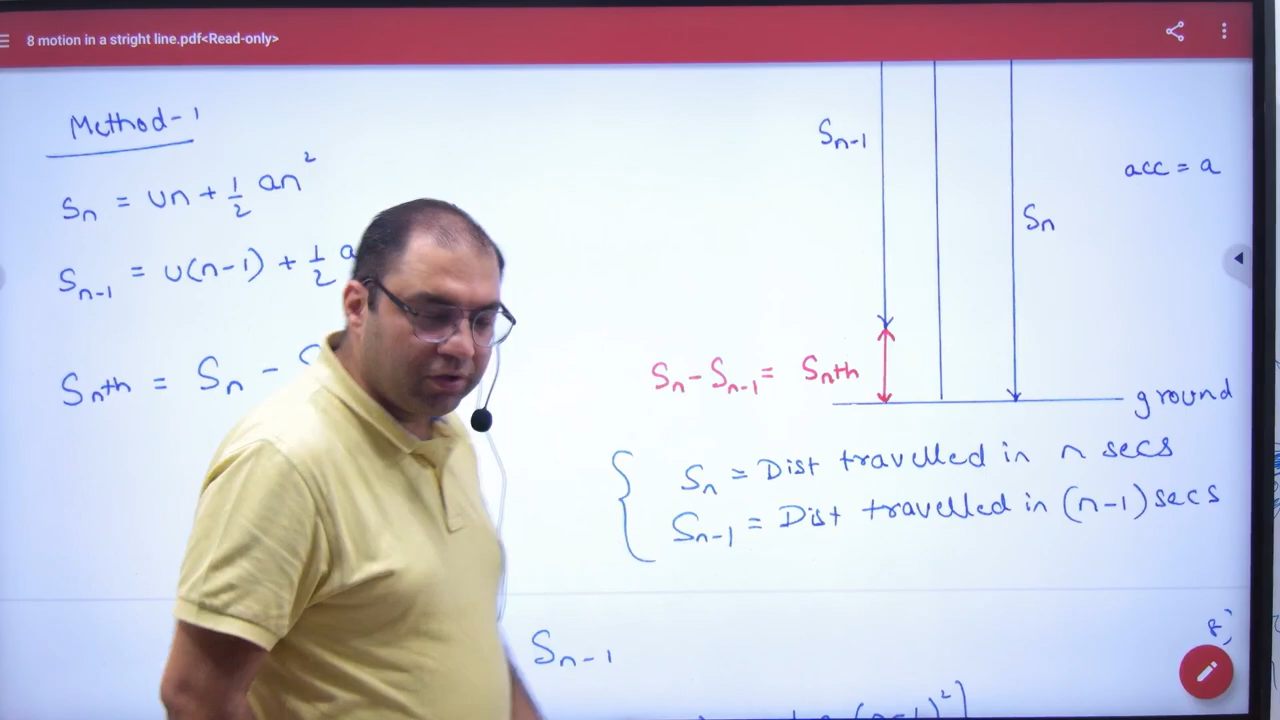 8 motion in a stright line.pdf<Read-only>
Method-1
Sn = un + 1/2 an²
Sn-1 = u(n-1) + 1/2 a
Snth = Sn -
Sn-1
acc = a
Sn
Sn - Sn-1 = Snth
ground
Sn = Dist travelled in n secs
Sn-1 = Dist travelled in (n-1) secs
Sn-1
(n-1)²]